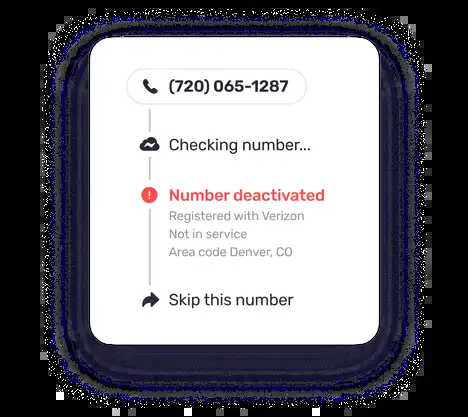 (720) 065-1287
Checking number...
Number deactivated
Registered with Verizon
Not in service
Area code Denver, CO
Skip this number